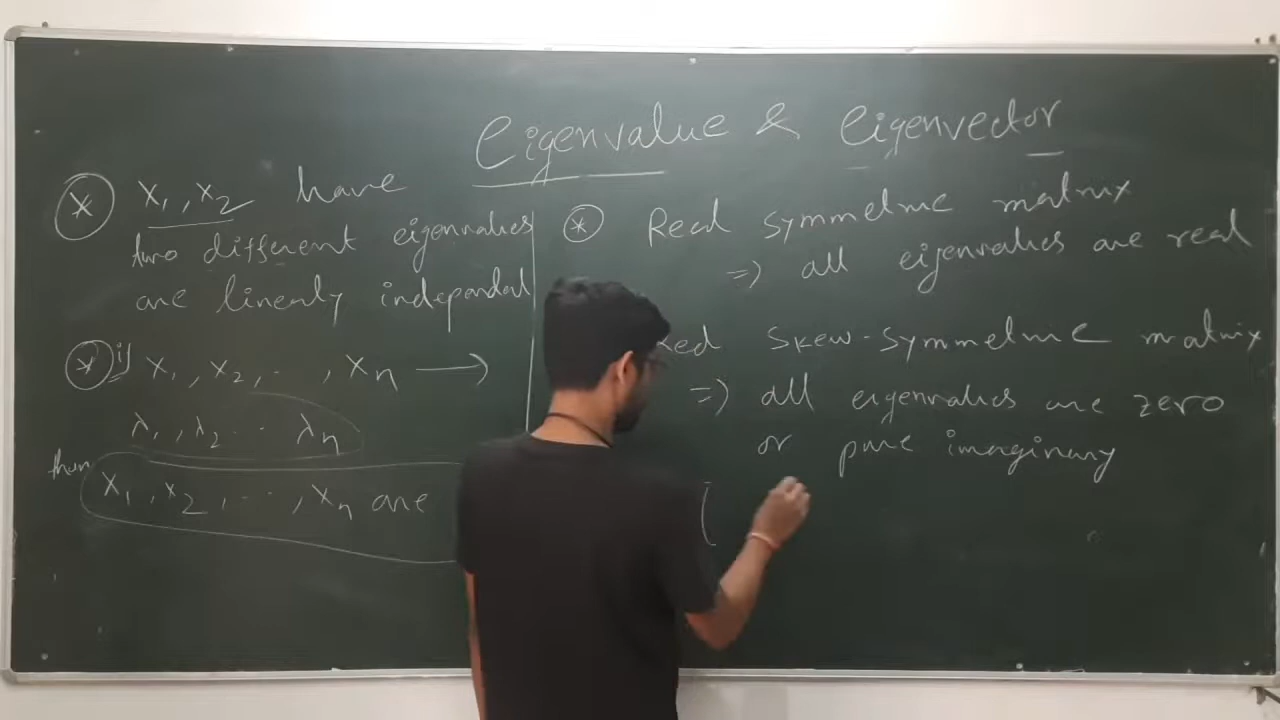 Eigenvalue & Eigenvector
* X₁, X₂ have
two different eigenvalues
are linearly independent
* if X₁, X₂, .. , Xₙ →
λ₁, λ₂ .. λₙ
then X₁, X₂, .. , Xₙ are
* Real symmetric matrix
=> all eigenvalues are real
Real Skew-symmetric matrix
=> all eigenvalues are zero
or pure imaginary
[